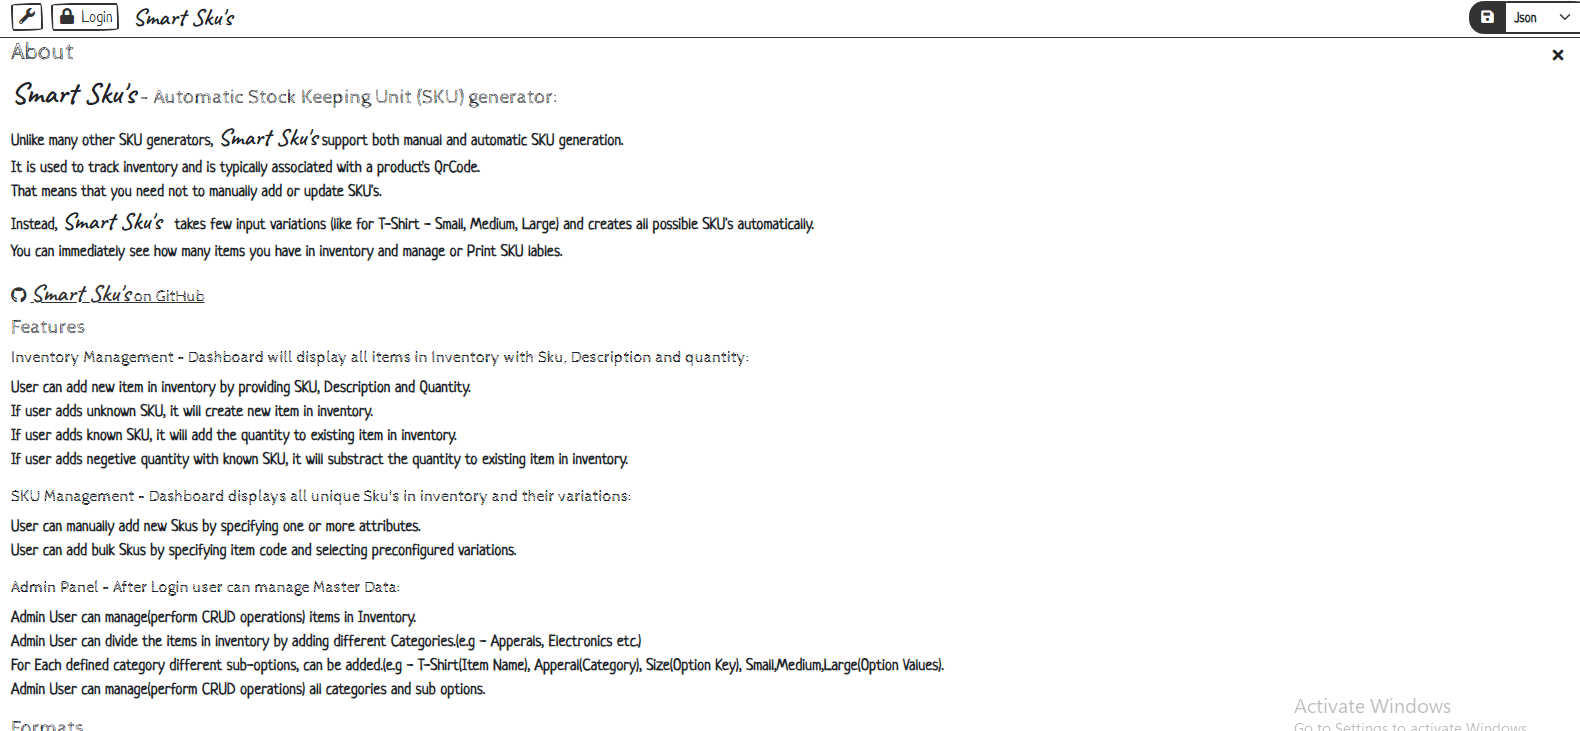 Login Smart Sku's Json
About
Smart Sku's - Automatic Stock Keeping Unit (SKU) generator:
Unlike many other SKU generators, Smart Sku's support both manual and automatic SKU generation.
It is used to track inventory and is typically associated with a product's QrCode.
That means that you need not to manually add or update SKU's.
Instead, Smart Sku's takes few input variations (like for T-Shirt - Small, Medium, Large) and creates all possible SKU's automatically.
You can immediately see how many items you have in inventory and manage or Print SKU lables.
Smart Sku's on GitHub
Features
Inventory Management - Dashboard will display all items in Inventory with Sku, Description and quantity:
User can add new item in inventory by providing SKU, Description and Quantity.
If user adds unknown SKU, it will create new item in inventory.
If user adds known SKU, it will add the quantity to existing item in inventory.
If user adds negetive quantity with known SKU, it will substract the quantity to existing item in inventory.
SKU Management - Dashboard displays all unique Sku's in inventory and their variations:
User can manually add new Skus by specifying one or more attributes.
User can add bulk Skus by specifying item code and selecting preconfigured variations.
Admin Panel - After Login user can manage Master Data:
Admin User can manage(perform CRUD operations) items in Inventory.
Admin User can divide the items in inventory by adding different Categories.(e.g - Apperals, Electronics etc.)
For Each defined category different sub-options, can be added.(e.g - T-Shirt(Item Name), Apperal(Category), Size(Option Key), Small,Medium,Large(Option Values).
Admin User can manage(perform CRUD operations) all categories and sub options.
Formats
Activate Windows
Go to Settings to activate Windows.